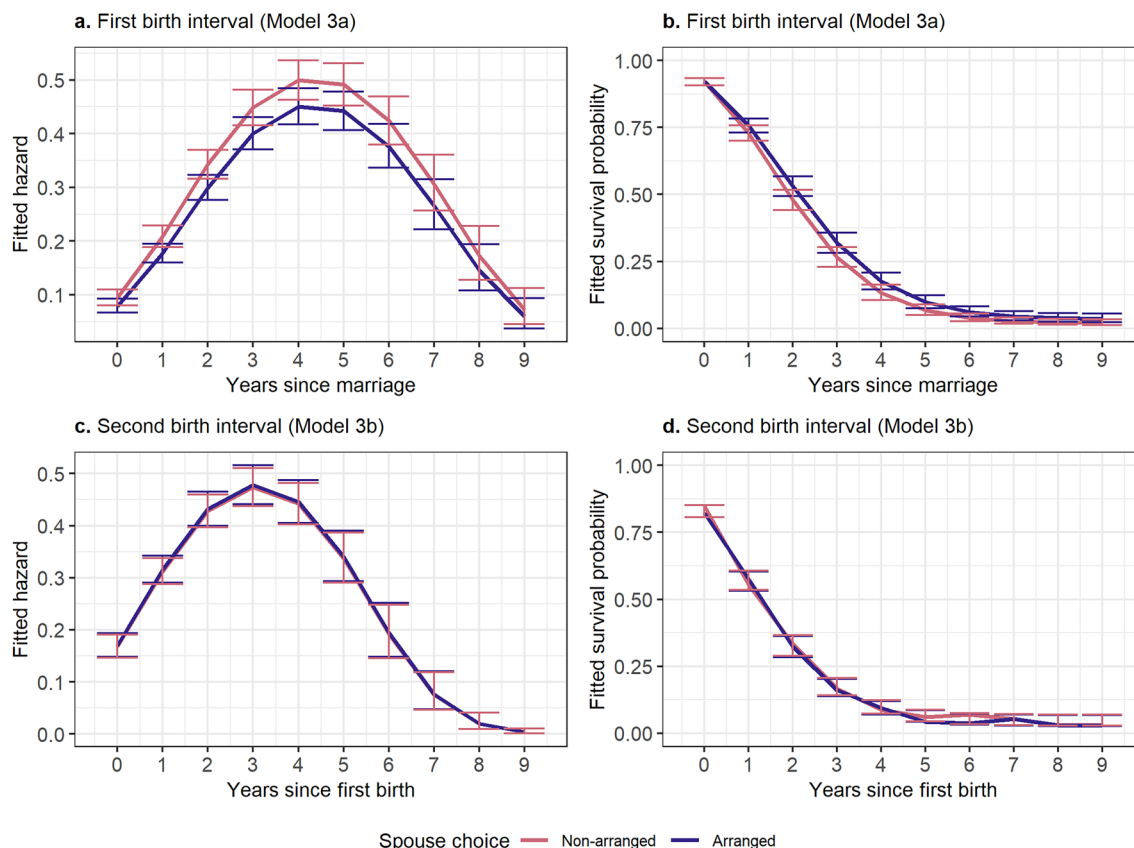 a. First birth interval (Model 3a)
Fitted hazard
0.5
0.4
0.3
0.2
0.1
0 1 2 3 4 5 6 7 8 9
Years since marriage
b. First birth interval (Model 3a)
Fitted survival probability
1.00
0.75
0.50
0.25
0.00
0 1 2 3 4 5 6 7 8 9
Years since marriage
c. Second birth interval (Model 3b)
Fitted hazard
0.5
0.4
0.3
0.2
0.1
0.0
0 1 2 3 4 5 6 7 8 9
Years since first birth
d. Second birth interval (Model 3b)
Fitted survival probability
1.00
0.75
0.50
0.25
0.00
0 1 2 3 4 5 6 7 8 9
Years since first birth
Spouse choice Non-arranged Arranged